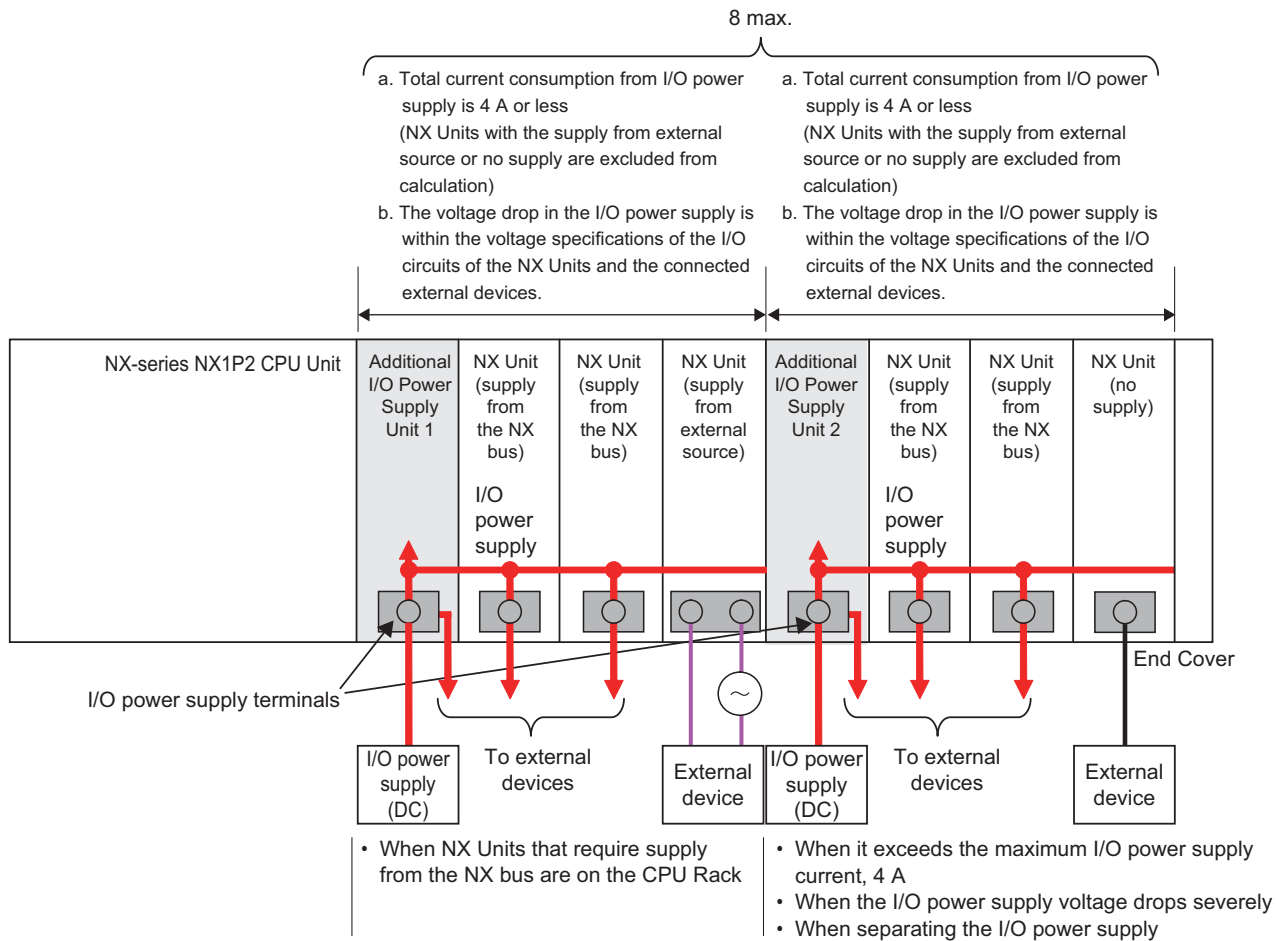 8 max.
a. Total current consumption from I/O power
supply is 4 A or less
(NX Units with the supply from external
source or no supply are excluded from
calculation)
b. The voltage drop in the I/O power supply is
within the voltage specifications of the I/O
circuits of the NX Units and the connected
external devices.
a. Total current consumption from I/O power
supply is 4 A or less
(NX Units with the supply from external
source or no supply are excluded from
calculation)
b. The voltage drop in the I/O power supply is
within the voltage specifications of the I/O
circuits of the NX Units and the connected
external devices.
NX-series NX1P2 CPU Unit
Additional
I/O Power
Supply
Unit 1
NX Unit
(supply
from
the NX
bus)
NX Unit
(supply
from
the NX
bus)
NX Unit
(supply
from
external
source)
Additional
I/O Power
Supply
Unit 2
NX Unit
(supply
from
the NX
bus)
NX Unit
(supply
from
the NX
bus)
NX Unit
(no
supply)
I/O
power
supply
I/O
power
supply
End Cover
I/O power supply terminals
I/O power
supply
(DC)
To external
devices
External
device
I/O power
supply
(DC)
To external
devices
External
device
• When NX Units that require supply
from the NX bus are on the CPU Rack
• When it exceeds the maximum I/O power supply
current, 4 A
• When the I/O power supply voltage drops severely
• When separating the I/O power supply